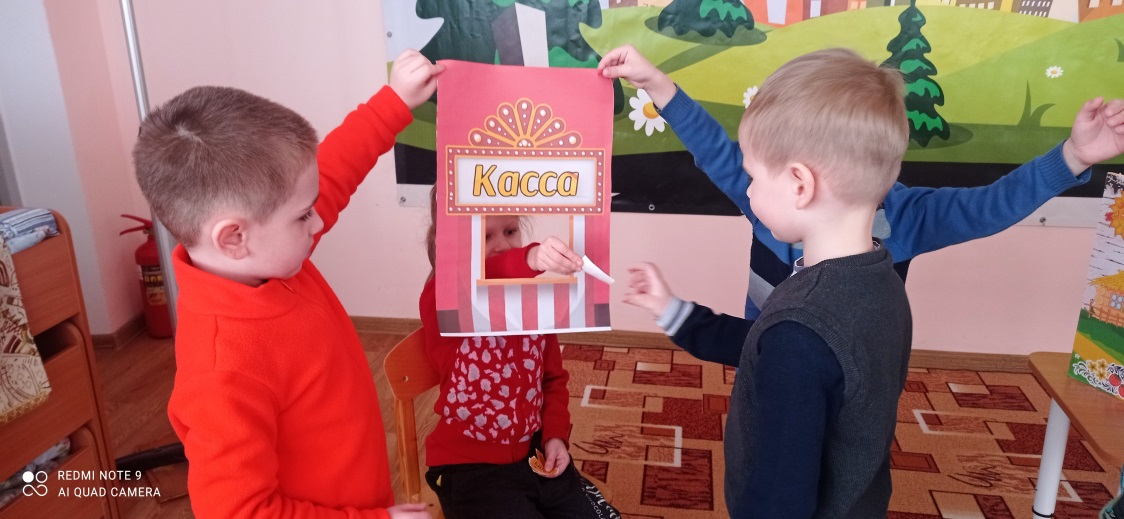 Касса
REDMI NOTE 9
AI QUAD CAMERA